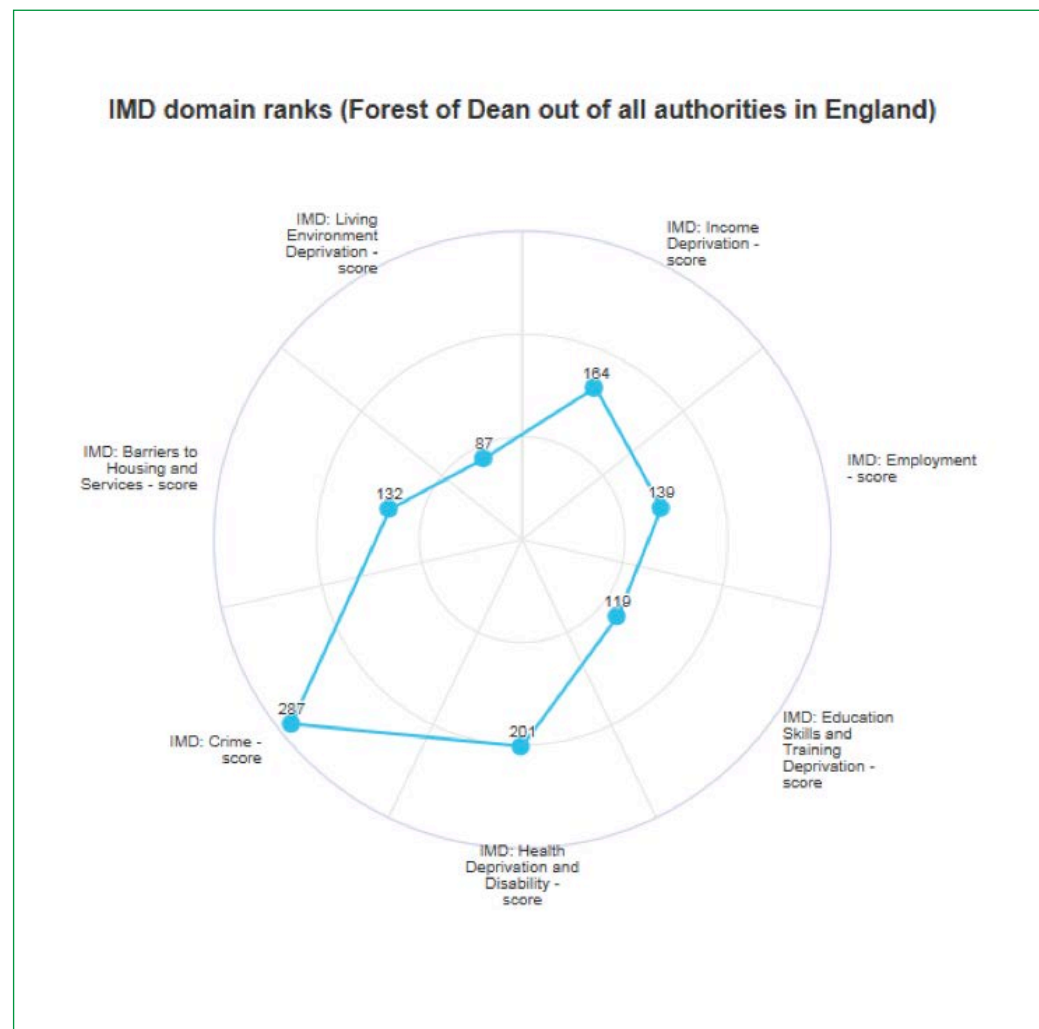 IMD domain ranks (Forest of Dean out of all authorities in England)
IMD: Living
Environment
Deprivation -
score
IMD: Income
Deprivation -
score
164
87
IMD: Barriers to
Housing and
Services - score
132
IMD: Employment
- score
139
119
287
IMD: Crime -
score
201
IMD: Education
Skills and
Training
Deprivation -
score
IMD: Health
Deprivation and
Disability -
score